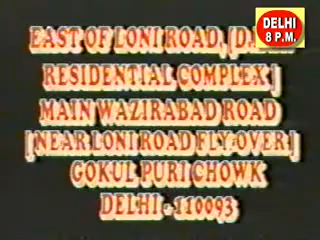 DELHI
8 P.M.
EAST OF LONI ROAD,
RESIDENTIAL COMPLEX ]
MAIN WAZIRABAD ROAD
[ NEAR LONI ROAD FLY OVER ]
GOKUL PURI CHOWK
DELHI - 110093